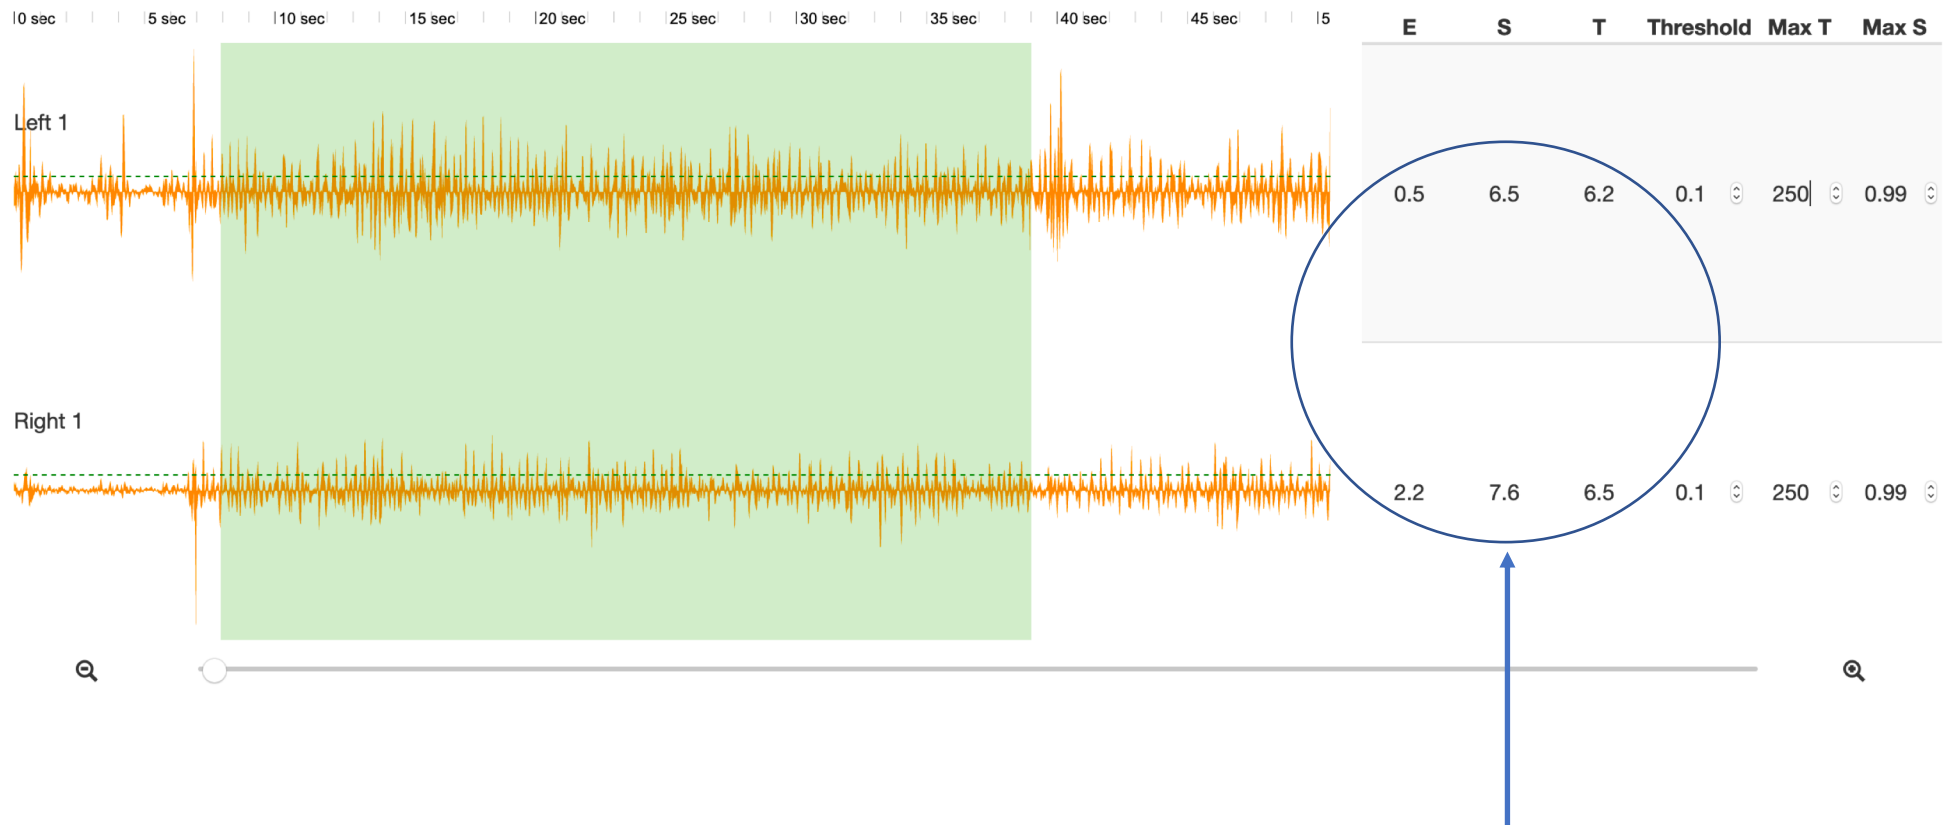 0 sec 5 sec 10 sec 15 sec 20 sec 25 sec 30 sec 35 sec 40 sec 45 sec 5
E S T Threshold Max T Max S
Left 1
0.5 6.5 6.2 0.1 250 0.99
Right 1
2.2 7.6 6.5 0.1 250 0.99